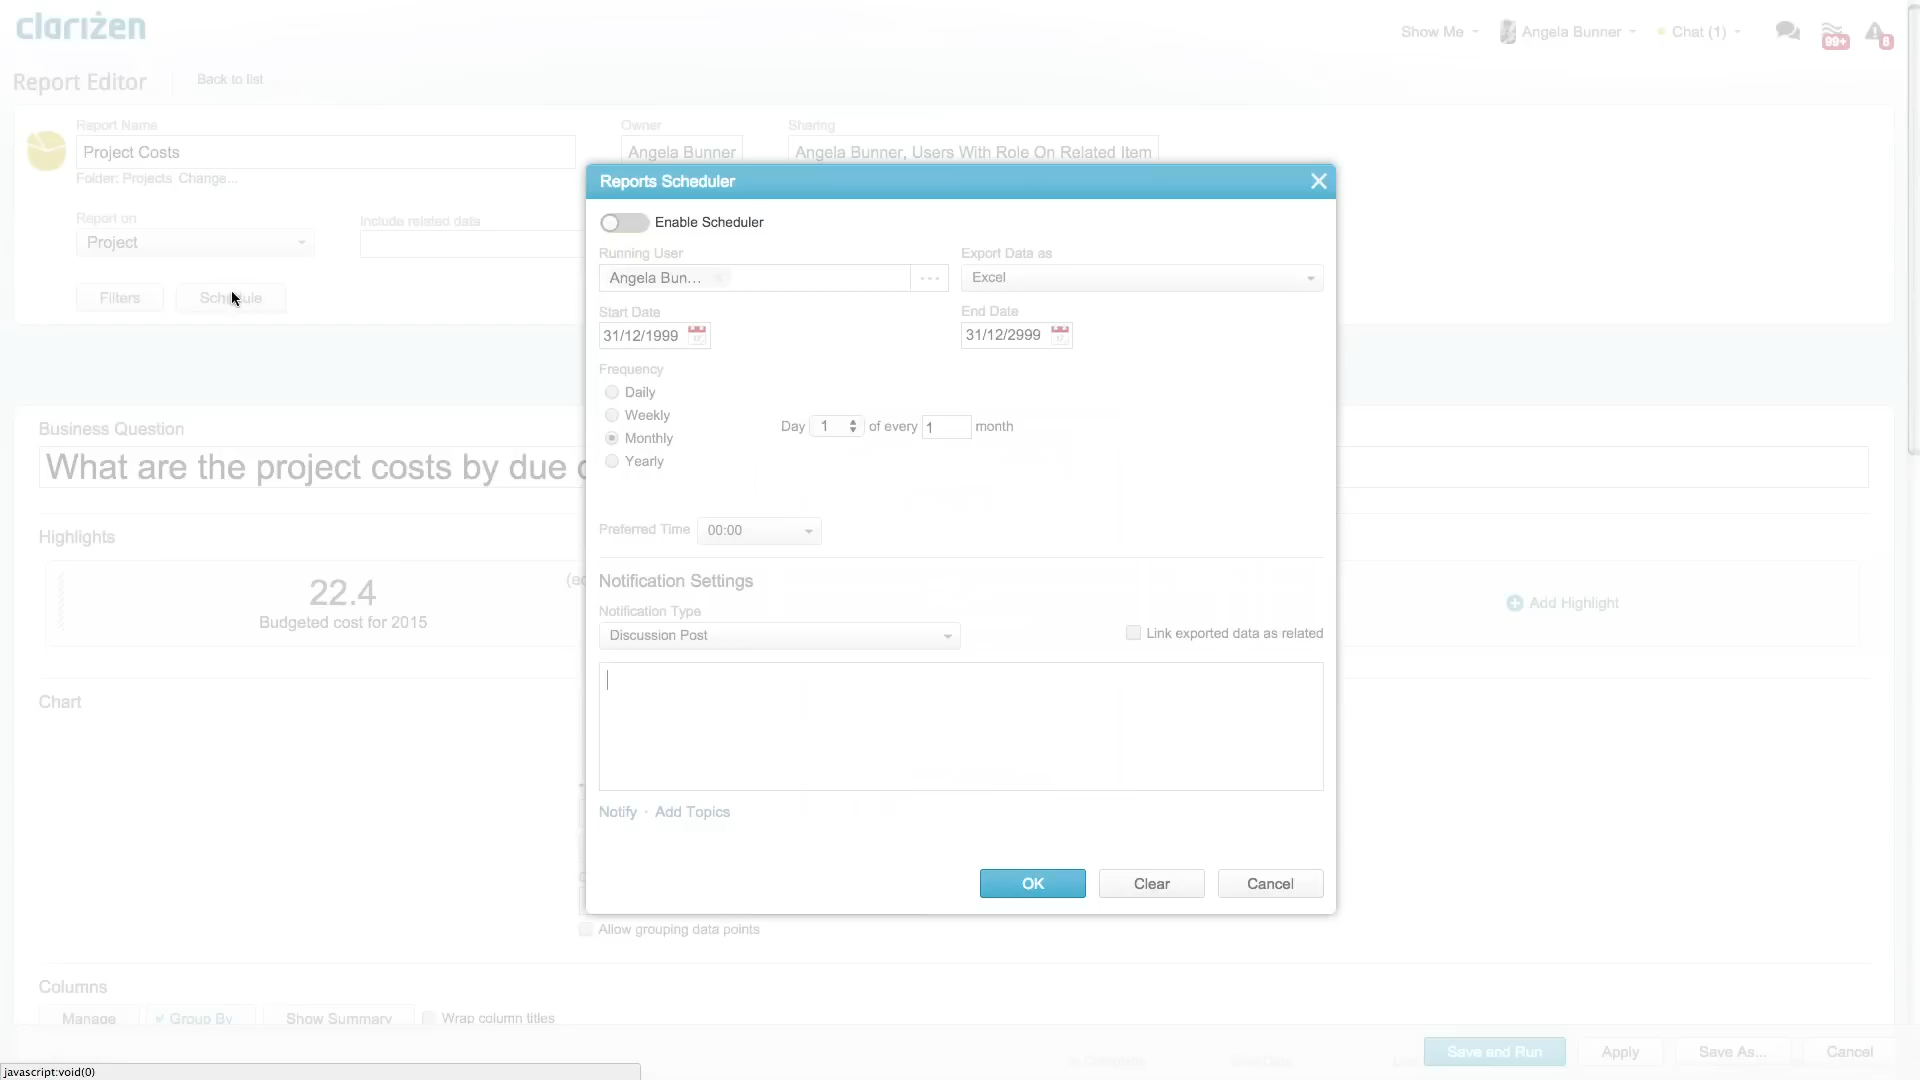 clarizen
Show Me
Angela Bunner
Chat (1)
99+
6
Report Editor
Back to list
Report Name
Project Costs
Folder: Projects Change...
Owner
Angela Bunner
Sharing
Angela Bunner, Users With Role On Related Item
Report on
Project
Include related data
Filters
Schedule
Reports Scheduler
Enable Scheduler
Running User
Angela Bun...
Export Data as
Excel
Start Date
31/12/1999
End Date
31/12/2999
Frequency
Daily
Weekly
Monthly
Yearly
Day 1 of every 1 month
Preferred Time 00:00
Notification Settings
Notification Type
Discussion Post
Link exported data as related
Notify · Add Topics
OK
Clear
Cancel
Business Question
What are the project costs by due
Highlights
22.4
Budgeted cost for 2015
Add Highlight
Chart
Allow grouping data points
Columns
Manage
Group By
Show Summary
Wrap column titles
Save and Run
Apply
Save As...
Cancel
javascript:void(0)